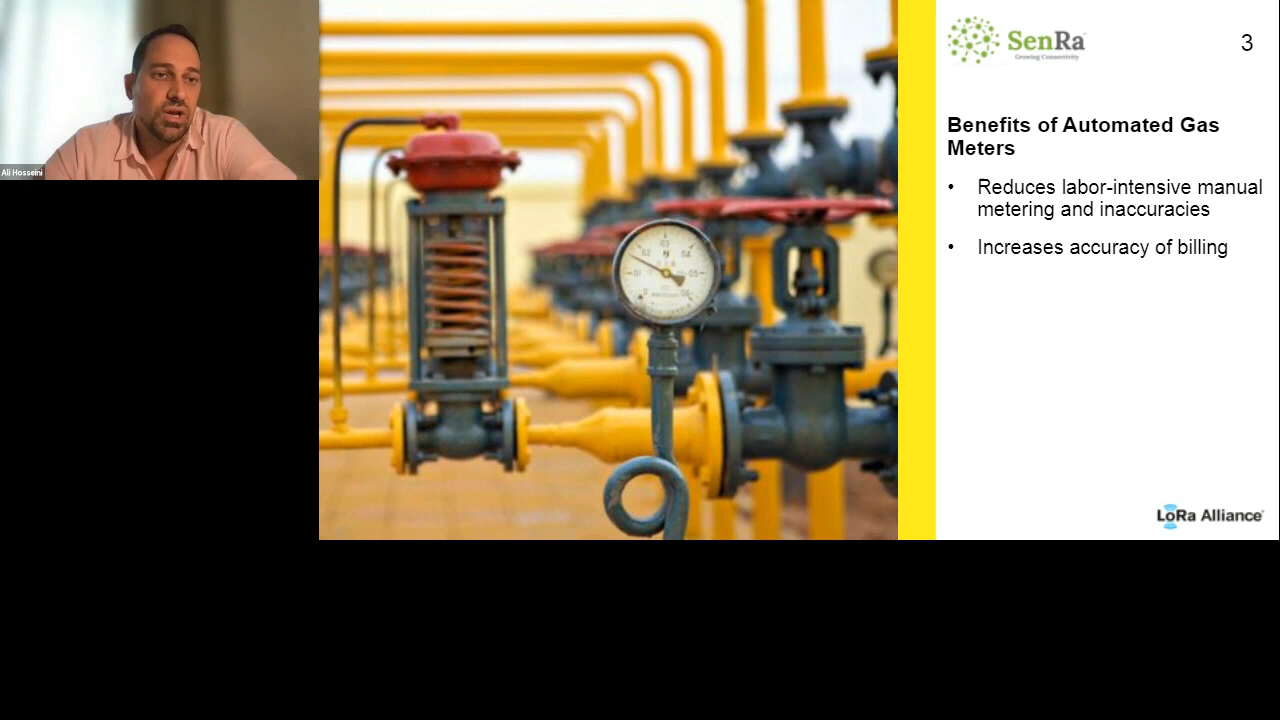 Ali Hosseini
SenRa
Growing Connectivity
3
Benefits of Automated Gas
Meters
• Reduces labor-intensive manual
metering and inaccuracies
• Increases accuracy of billing
LoRa Alliance